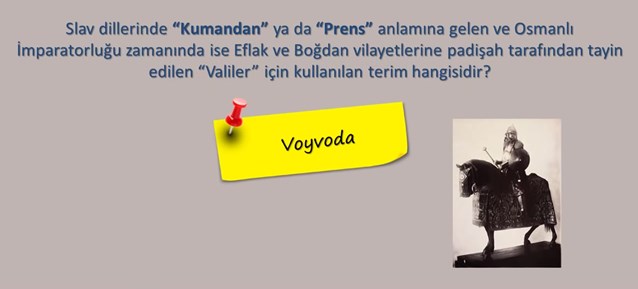 Slav dillerinde “Kumandan” ya da “Prens” anlamına gelen ve Osmanlı
İmparatorluğu zamanında ise Eflak ve Boğdan vilayetlerine padişah tarafından tayin
edilen “Valiler” için kullanılan terim hangisidir?
Voyvoda